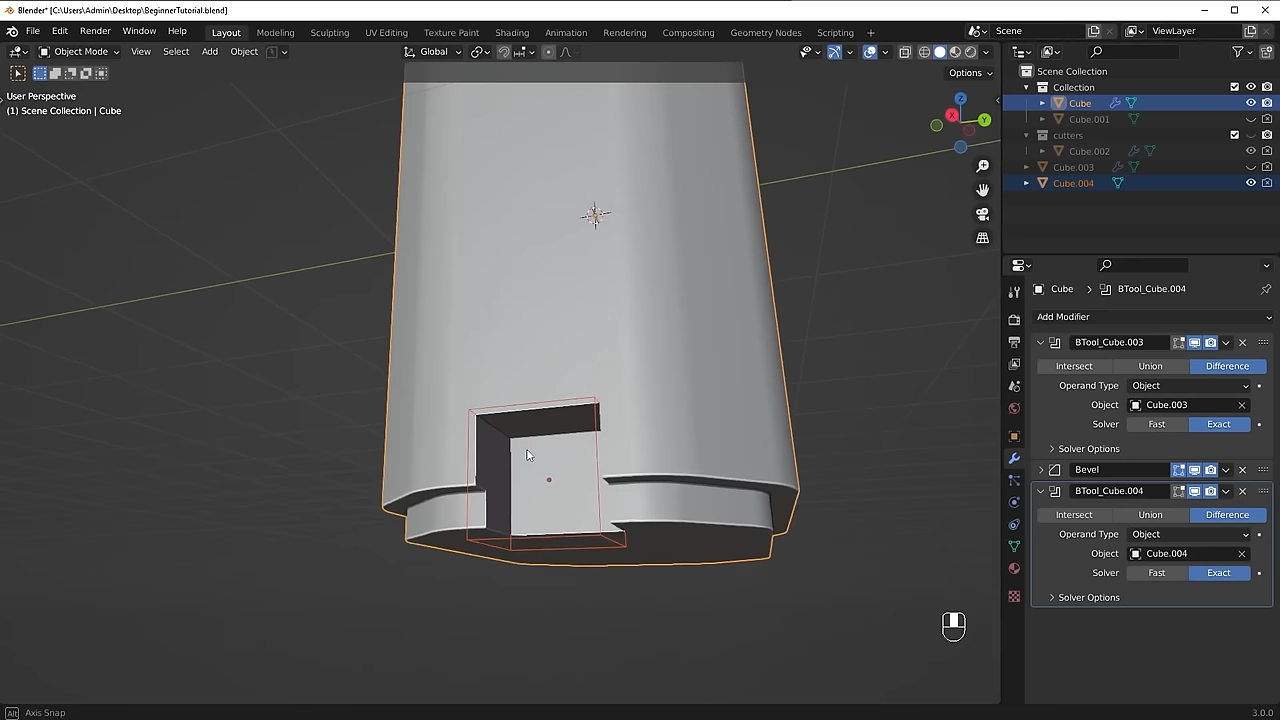 Blender* [C:\Users\Admin\Desktop\BeginnerTutorial.blend]
File Edit Render Window Help Layout Modeling Sculpting UV Editing Texture Paint Shading Animation Rendering Compositing Geometry Nodes Scripting + Scene ViewLayer
Object Mode View Select Add Object Global
Options
User Perspective
(1) Scene Collection | Cube
Z
X
Y
Scene Collection
Collection
Cube
Cube.001
cutters
Cube.002
Cube.003
Cube.004
Cube > BTool_Cube.004
Add Modifier
BTool_Cube.003
Intersect Union Difference
Operand Type Object
Object Cube.003
Solver Fast Exact
Solver Options
Bevel
BTool_Cube.004
Intersect Union Difference
Operand Type Object
Object Cube.004
Solver Fast Exact
Solver Options
Alt Axis Snap 3.0.0